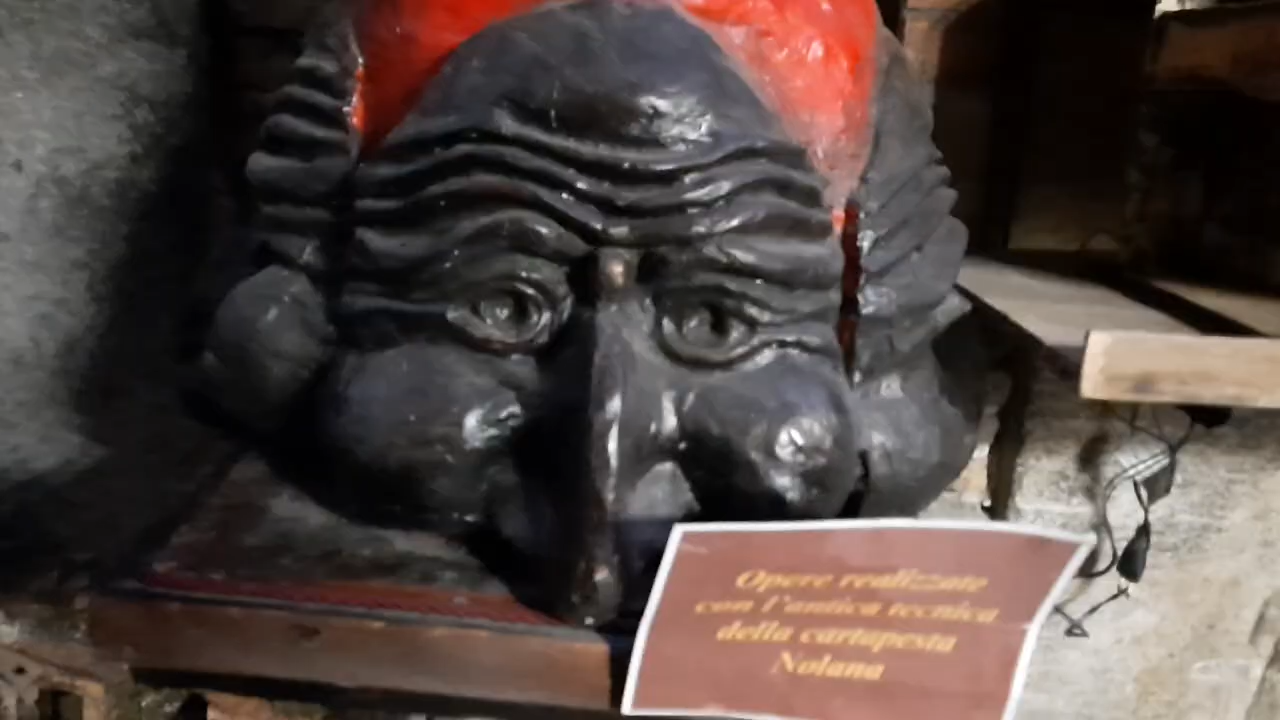 Opere realizzate
con l'antica tecnica
della cartapesta
Nolana